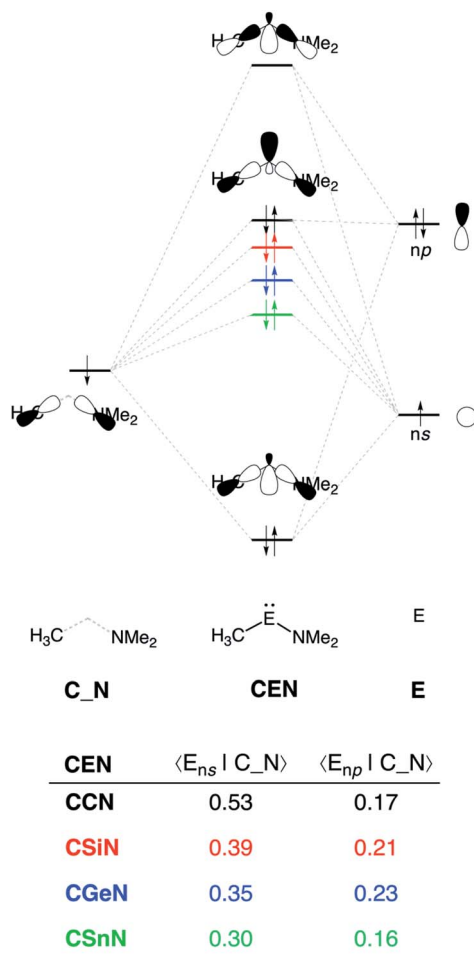 H₃C NMe₂
H₃C NMe₂
np
H₃C NMe₂
ns
H₃C NMe₂
H₃C NMe₂
H₃C Ë NMe₂
E
C_N CEN E
CEN ⟨E_ns | C_N⟩ ⟨E_np | C_N⟩
CCN 0.53 0.17
CSiN 0.39 0.21
CGeN 0.35 0.23
CSnN 0.30 0.16